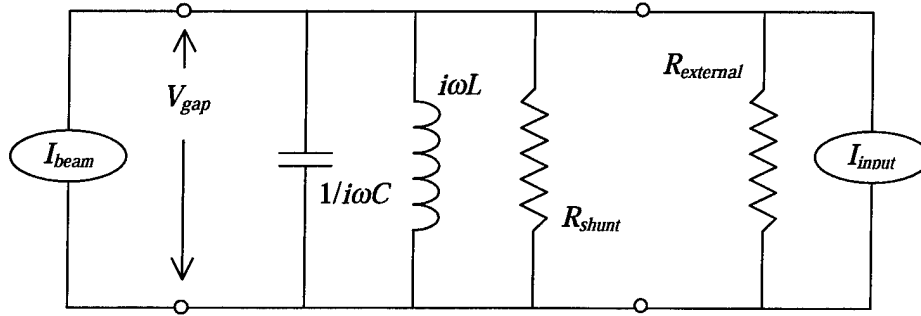 I_beam
V_gap
1/iωC
iωL
R_shunt
R_external
I_input